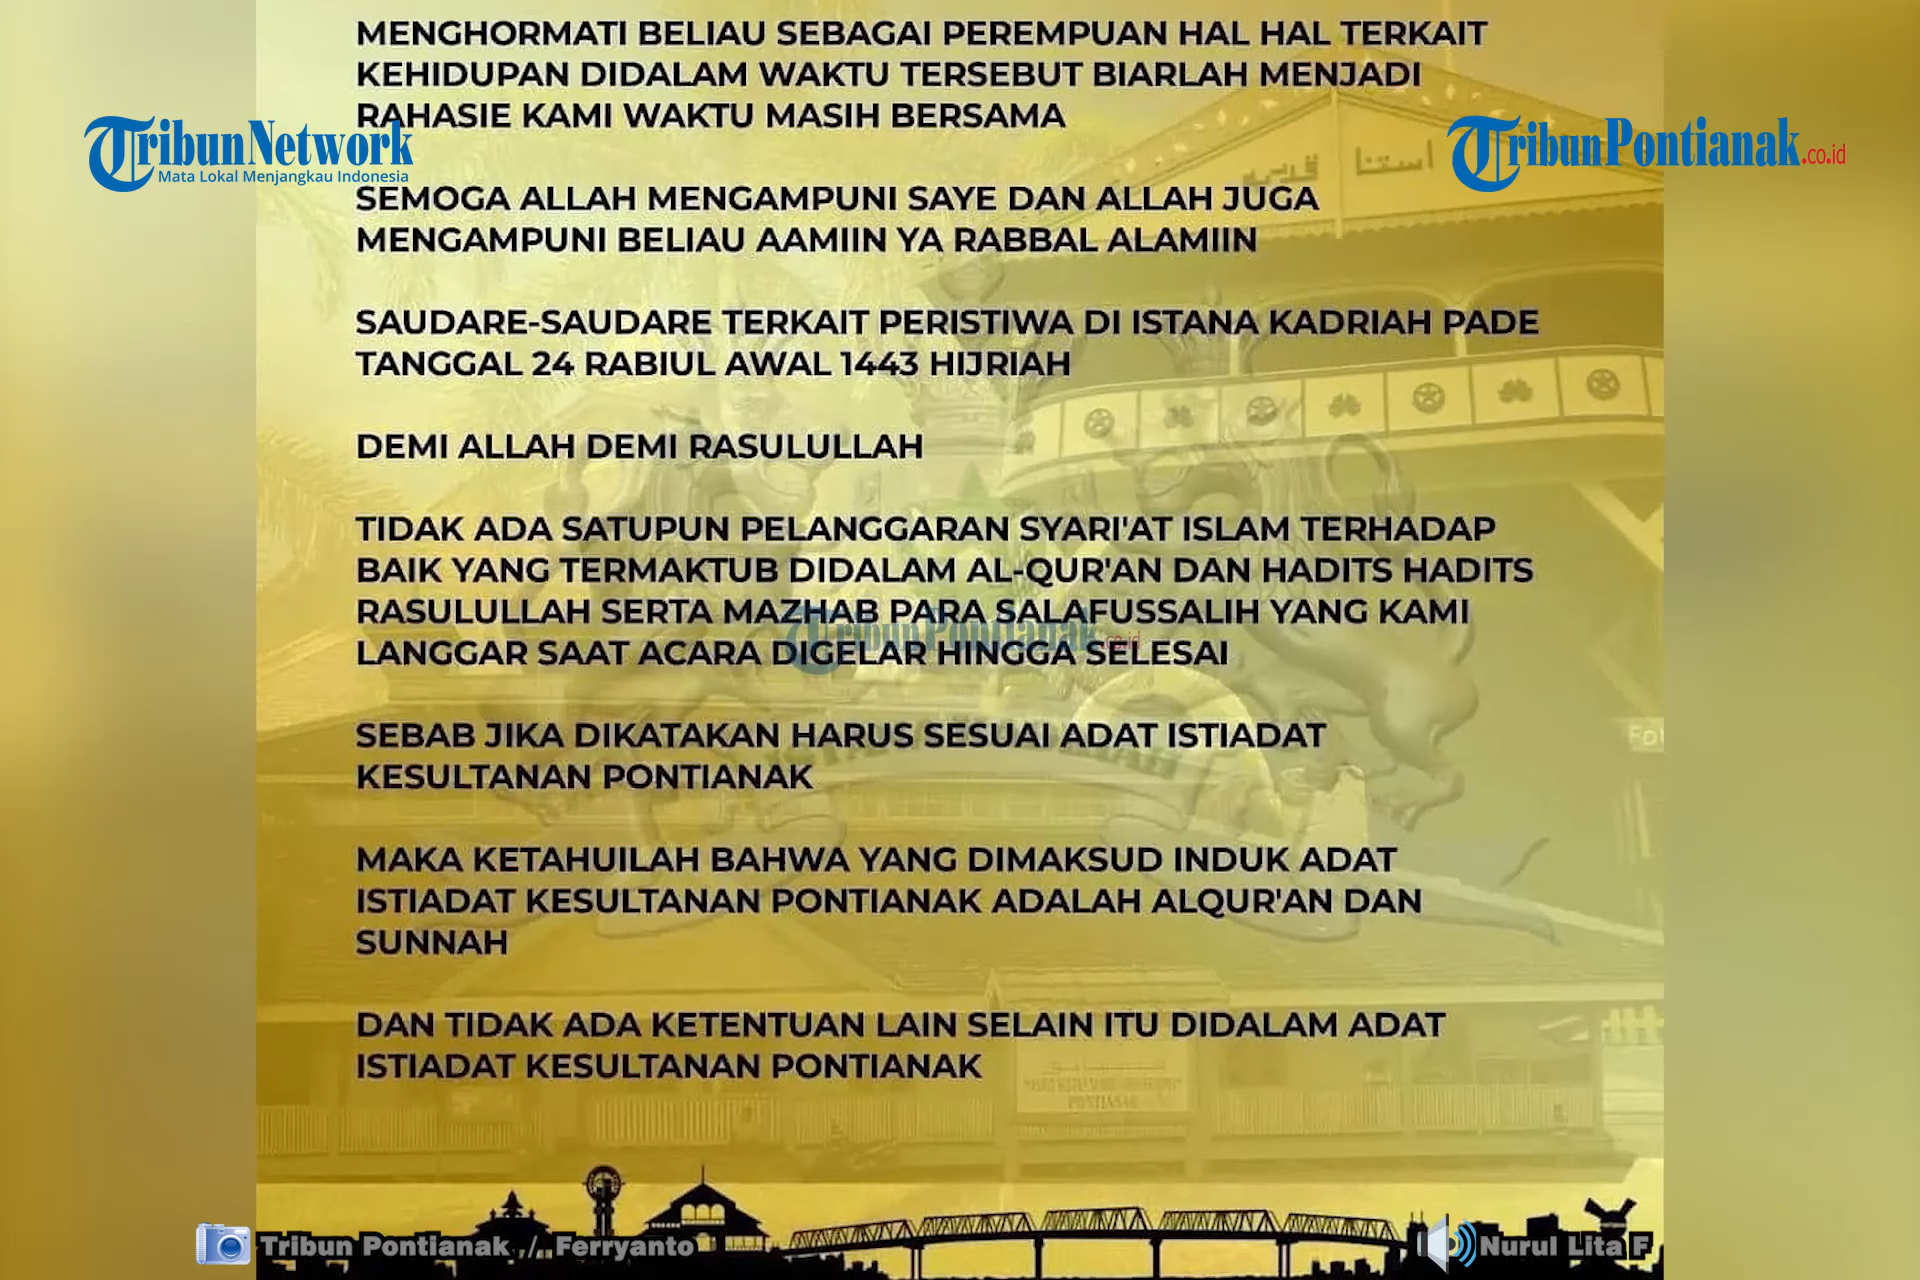 MENGHORMATI BELIAU SEBAGAI PEREMPUAN HAL HAL TERKAIT
KEHIDUPAN DIDALAM WAKTU TERSEBUT BIARLAH MENJADI
RAHASIE KAMI WAKTU MASIH BERSAMA
TribunNetwork
Mata Lokal Menjangkau Indonesia
TribunPontianak.co.id
SEMOGA ALLAH MENGAMPUNI SAYE DAN ALLAH JUGA
MENGAMPUNI BELIAU AAMIIN YA RABBAL ALAMIIN
SAUDARE-SAUDARE TERKAIT PERISTIWA DI ISTANA KADRIAH PADE
TANGGAL 24 RABIUL AWAL 1443 HIJRIAH
DEMI ALLAH DEMI RASULULLAH
TIDAK ADA SATUPUN PELANGGARAN SYARI'AT ISLAM TERHADAP
BAIK YANG TERMAKTUB DIDALAM AL-QUR'AN DAN HADITS HADITS
RASULULLAH SERTA MAZHAB PARA SALAFUSSALIH YANG KAMI
TribunPontianak.co.id
LANGGAR SAAT ACARA DIGELAR HINGGA SELESAI
SEBAB JIKA DIKATAKAN HARUS SESUAI ADAT ISTIADAT
KESULTANAN PONTIANAK
MAKA KETAHUILAH BAHWA YANG DIMAKSUD INDUK ADAT
ISTIADAT KESULTANAN PONTIANAK ADALAH ALQUR'AN DAN
SUNNAH
DAN TIDAK ADA KETENTUAN LAIN SELAIN ITU DIDALAM ADAT
ISTIADAT KESULTANAN PONTIANAK
PONTIANAK
Tribun Pontianak / Ferryanto
Nurul Lita F